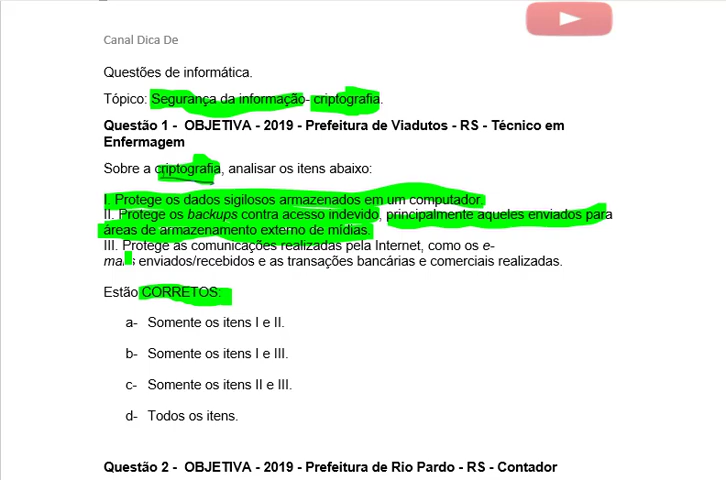 Canal Dica De
Questões de informática.
Tópico: Segurança da informação- criptografia.
Questão 1 - OBJETIVA - 2019 - Prefeitura de Viadutos - RS - Técnico em
Enfermagem
Sobre a criptografia, analisar os itens abaixo:
I. Protege os dados sigilosos armazenados em um computador.
II. Protege os backups contra acesso indevido, principalmente aqueles enviados para
áreas de armazenamento externo de mídias.
III. Protege as comunicações realizadas pela Internet, como os e-
enviados/recebidos e as transações bancárias e comerciais realizadas.
Estão CORRETOS:
a- Somente os itens I e II.
b- Somente os itens I e III.
c- Somente os itens II e III.
d- Todos os itens.
Questão 2 - OBJETIVA - 2019 - Prefeitura de Rio Pardo - RS - Contador